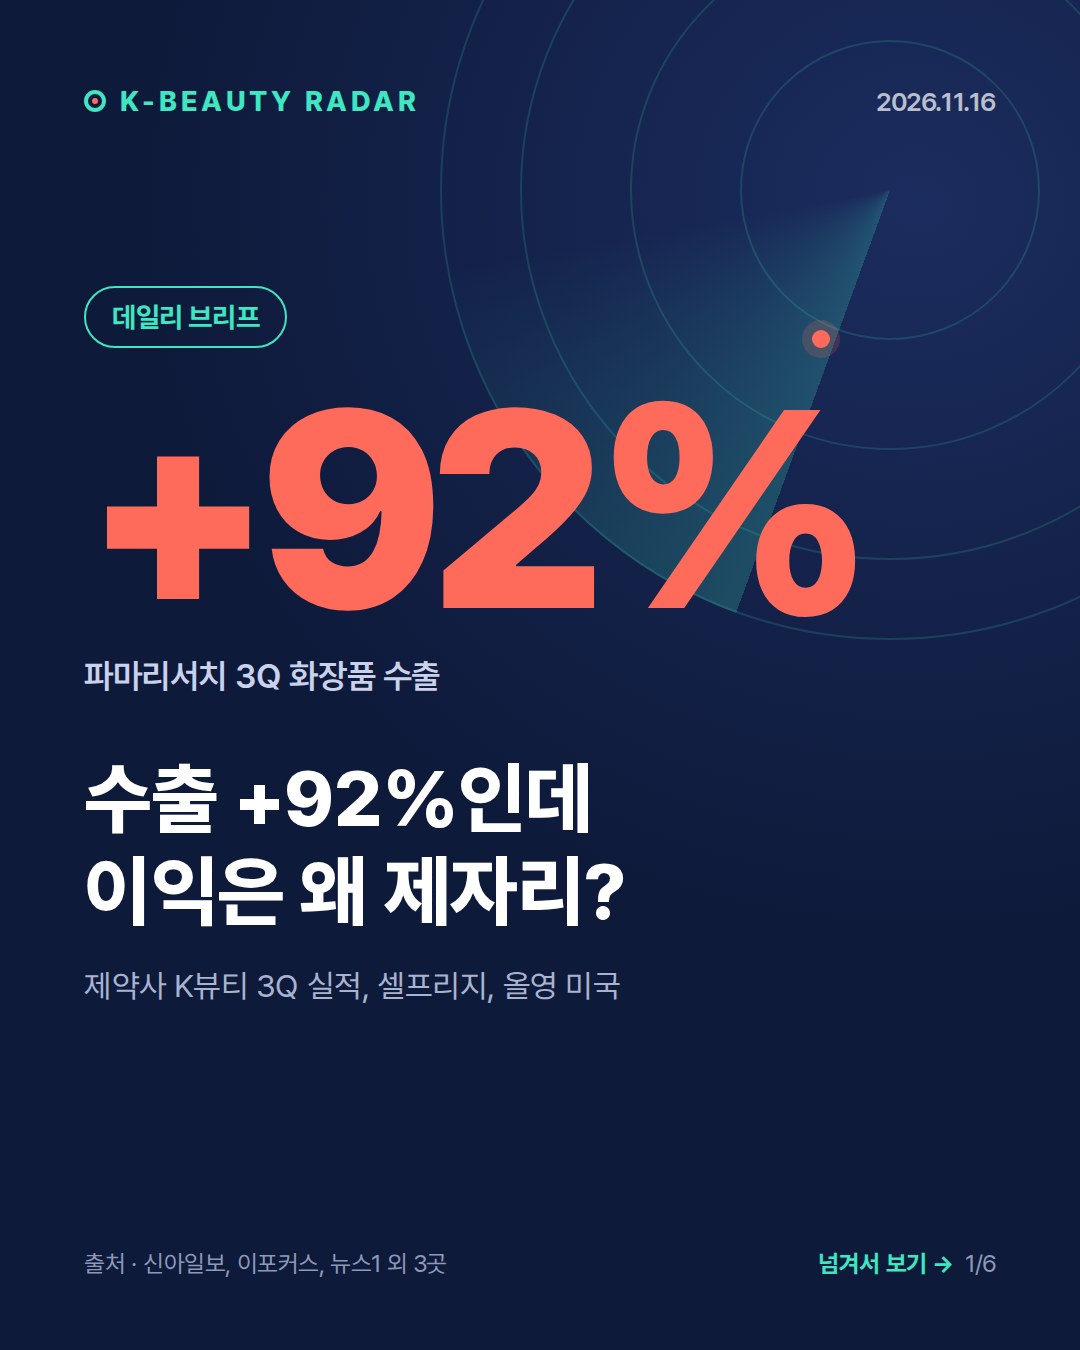 K-BEAUTY RADAR
2026.11.16
데일리 브리프
+92%
파마리서치 3Q 화장품 수출
수출 +92%인데
이익은 왜 제자리?
제약사 K뷰티 3Q 실적, 셀프리지, 올영 미국
출처 · 신아일보, 이포커스, 뉴스1 외 3곳
넘겨서 보기 → 1/6